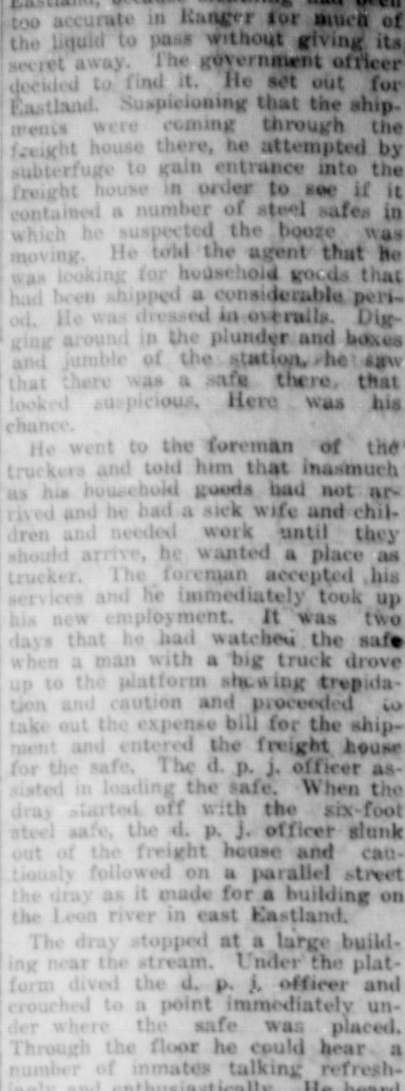 Eastland, because
too accurate in Ranger for much of
the liquid to pass without giving its
secret away. The government officer
decided to find it. He set out for
Eastland. Suspicioning that the ship-
ments were coming through the
freight house there, he attempted by
subterfuge to gain entrance into the
freight house in order to see if it
contained a number of steel safes in
which he suspected the booze was
moving. He told the agent that he
was looking for household goods that
had been shipped a considerable peri-
od. He was dressed in overalls. Dig-
ging around in the plunder and boxes
and jumble of the station, he saw
that there was a safe there, that
looked suspicious. Here was his
chance.
He went to the foreman of the
truckers and told him that inasmuch
as his household goods had not ar-
rived and he had a sick wife and chil-
dren and needed work until they
should arrive, he wanted a place as
trucker. The foreman accepted his
services and he immediately took up
his new employment. It was two
days that he had watched the safe
when a man with a big truck drove
up to the platform showing trepida-
tion and caution and proceeded to
take out the expense bill for the ship-
ment and entered the freight house
for the safe. The d. p. j. officer as-
sisted in loading the safe. When the
dray started off with the six-foot
steel safe, the d. p. j. officer slunk
out of the freight house and cau-
tiously followed on a parallel street
the dray as it made for a building on
the Leon river in east Eastland.
The dray stopped at a large build-
ing near the stream. Under the plat-
form dived the d. p. j. officer and
crouched to a point immediately un-
der where the safe was placed.
Through the floor he could hear a
number of inmates talking refresh-
ingly and enthusiastically. He heard